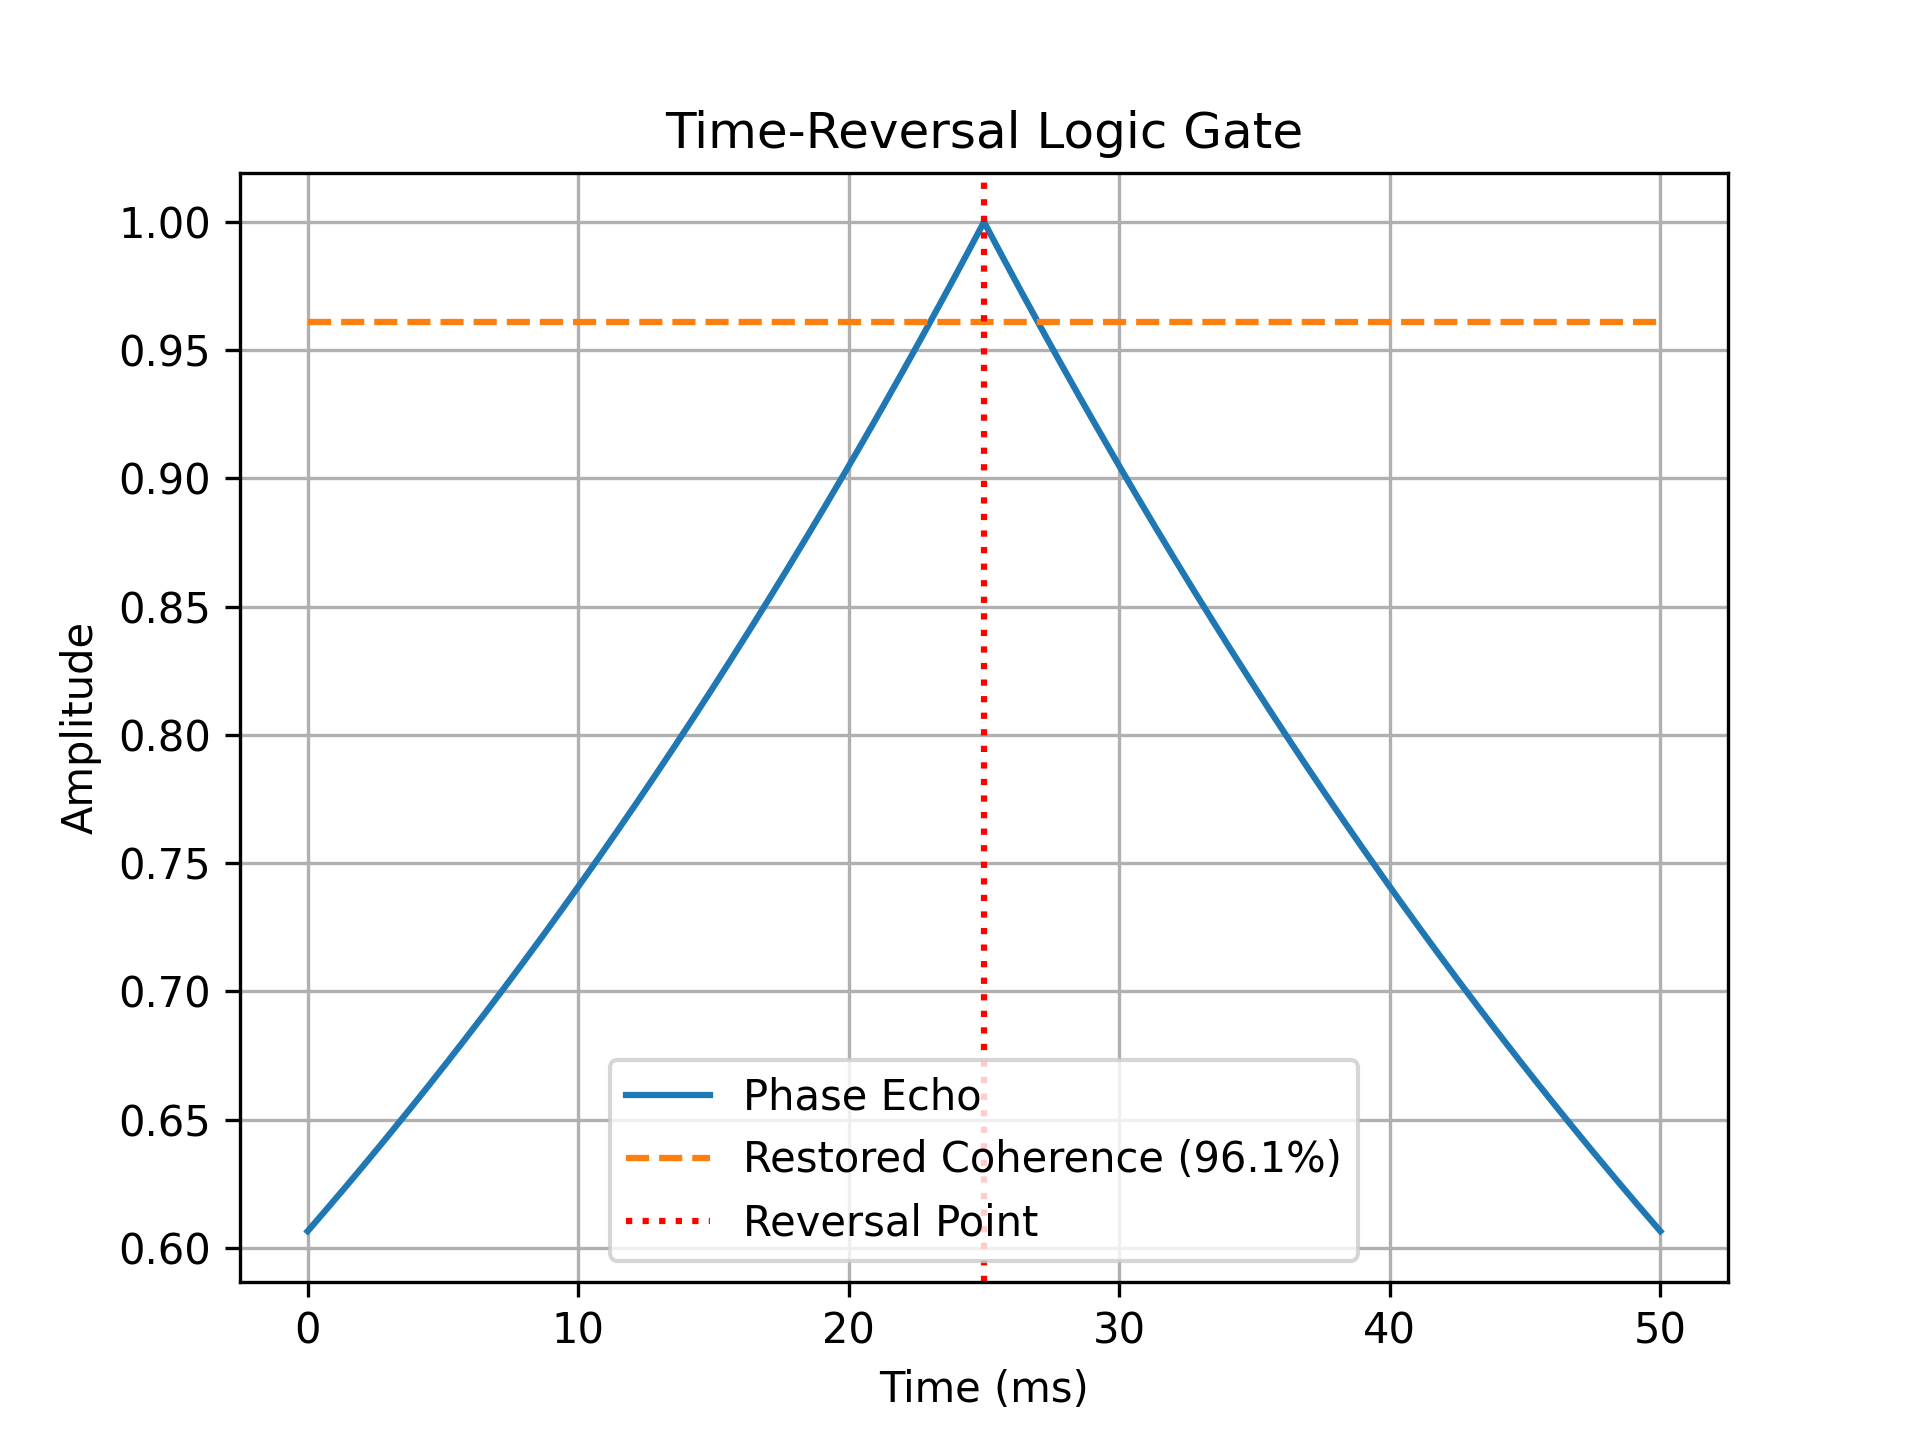 Time-Reversal Logic Gate
1.00
0.95
0.90
0.85
0.80
0.75
0.70
0.65
0.60
Amplitude
Phase Echo
Restored Coherence (96.1%)
Reversal Point
0 10 20 30 40 50
Time (ms)